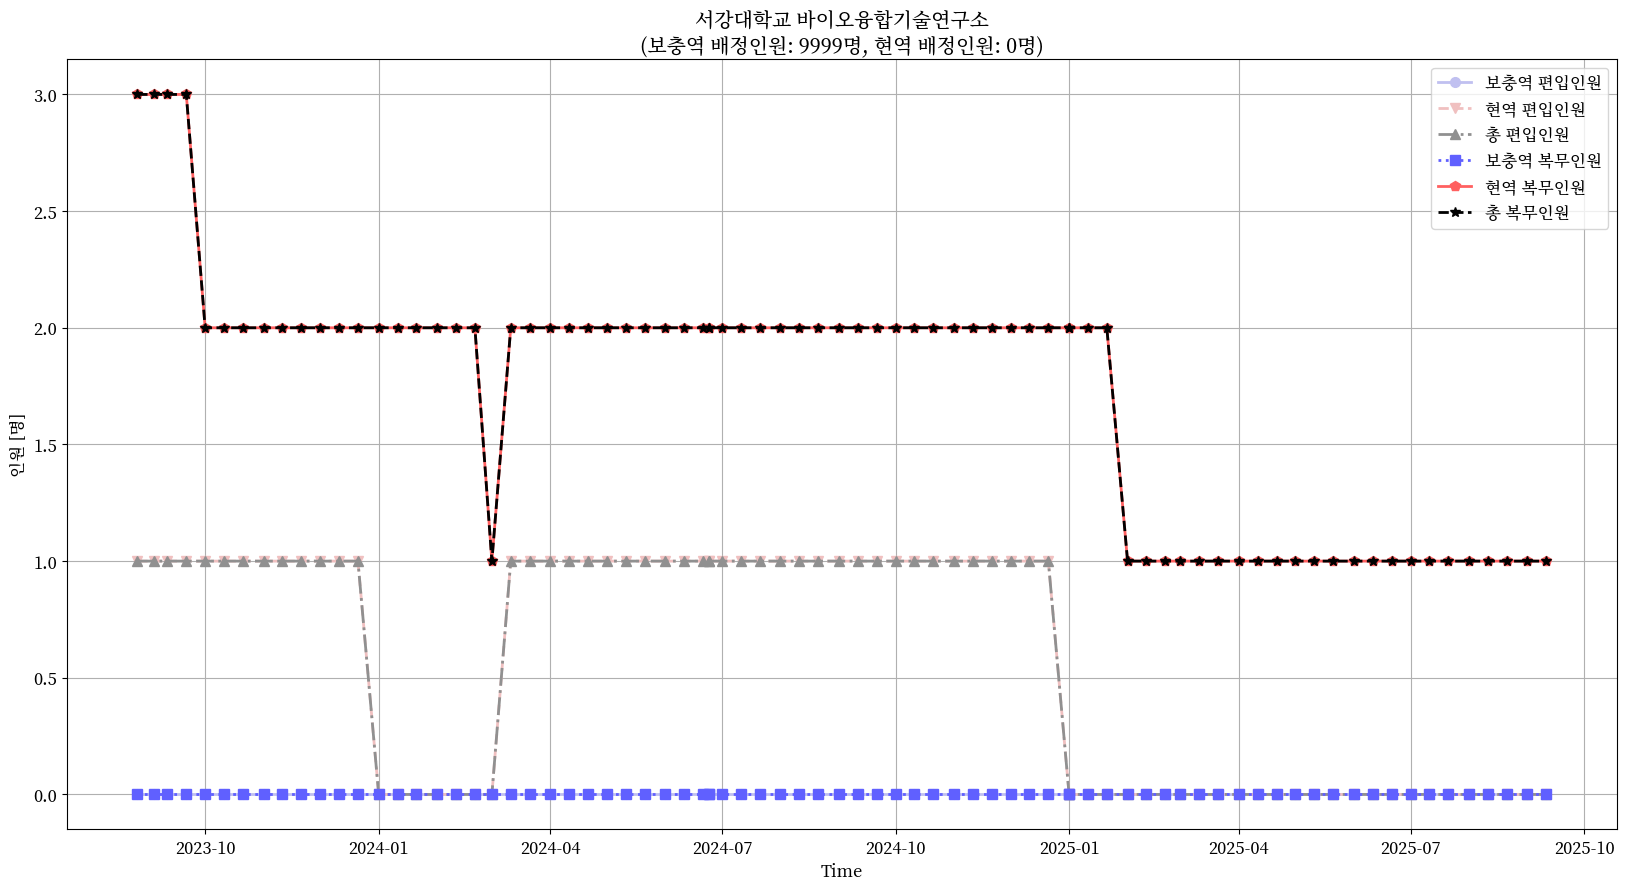 서강대학교 바이오융합기술연구소
(보충역 배정인원: 9999명, 현역 배정인원: 0명)
보충역 편입인원
현역 편입인원
총 편입인원
보충역 복무인원
현역 복무인원
총 복무인원
인원 [명]
3.0
2.5
2.0
1.5
1.0
0.5
0.0
2023-10
2024-01
2024-04
2024-07
2024-10
2025-01
2025-04
2025-07
2025-10
Time